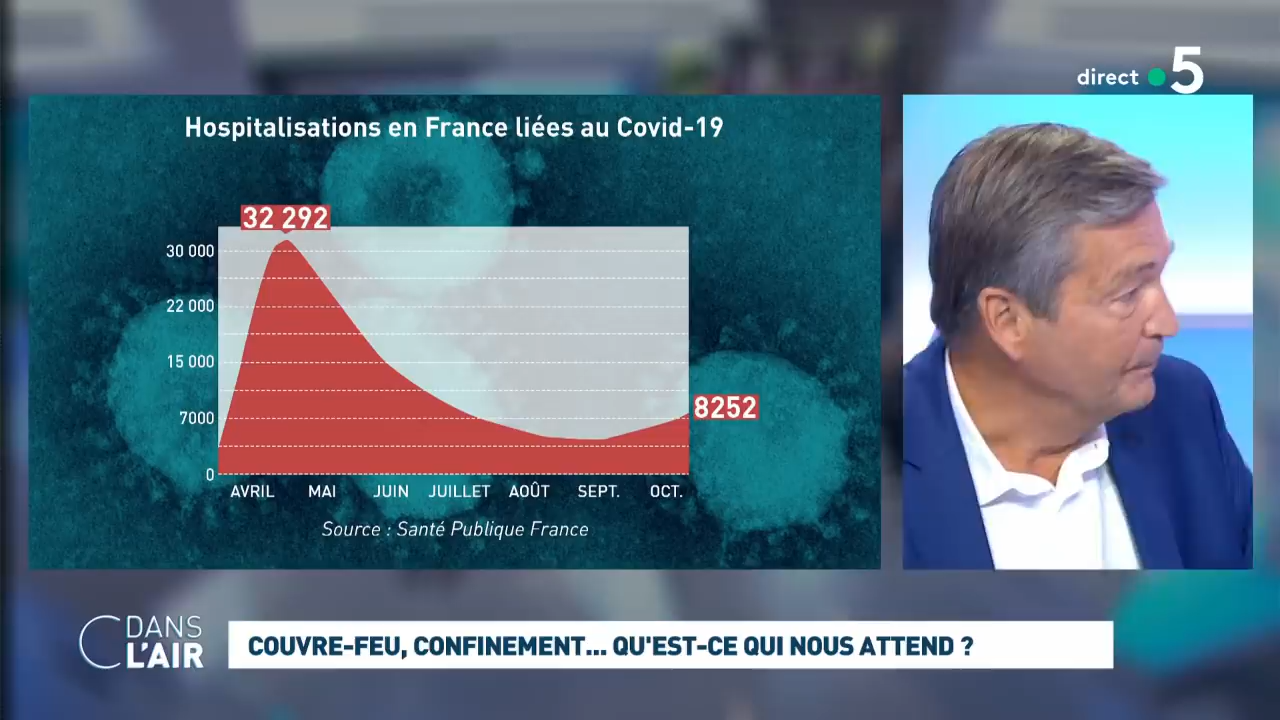 direct 5
Hospitalisations en France liées au Covid-19
32 292
30 000
22 000
15 000
7000
0
8252
AVRIL MAI JUIN JUILLET AOÛT SEPT. OCT.
Source : Santé Publique France
C DANS L'AIR
COUVRE-FEU, CONFINEMENT... QU'EST-CE QUI NOUS ATTEND ?